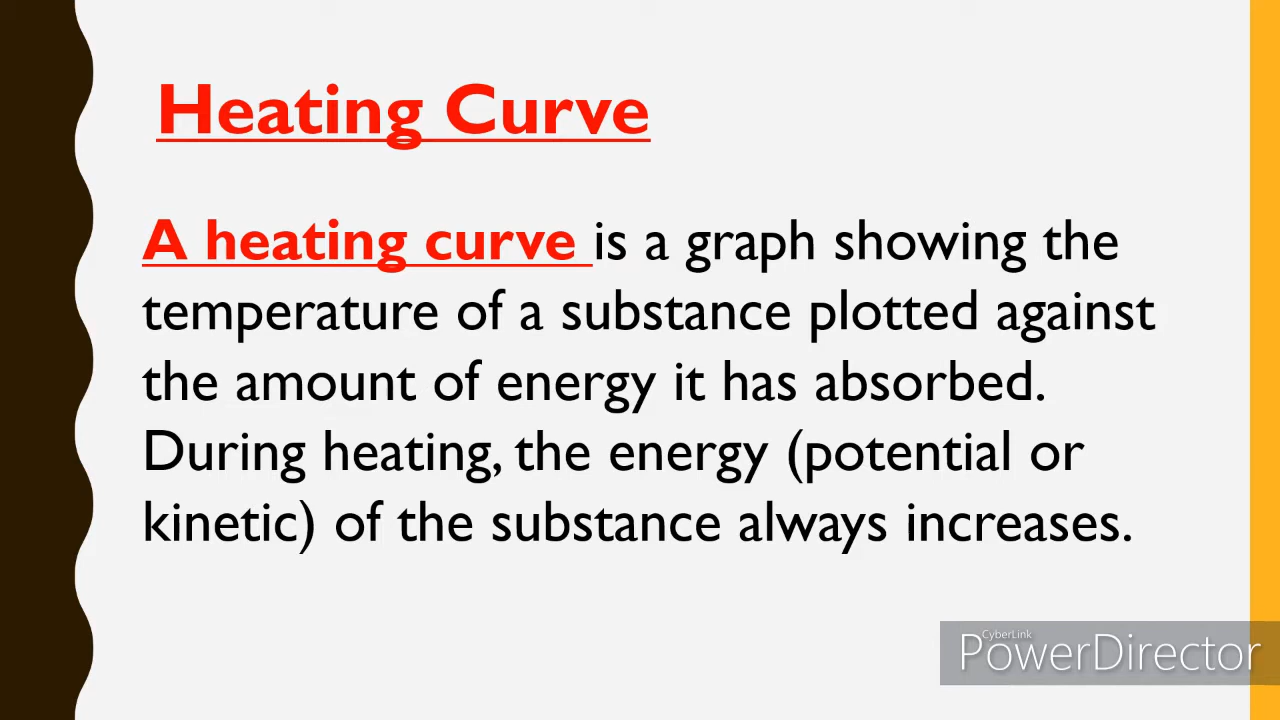 Heating Curve
A heating curve is a graph showing the
temperature of a substance plotted against
the amount of energy it has absorbed.
During heating, the energy (potential or
kinetic) of the substance always increases.
CyberLink
PowerDirector